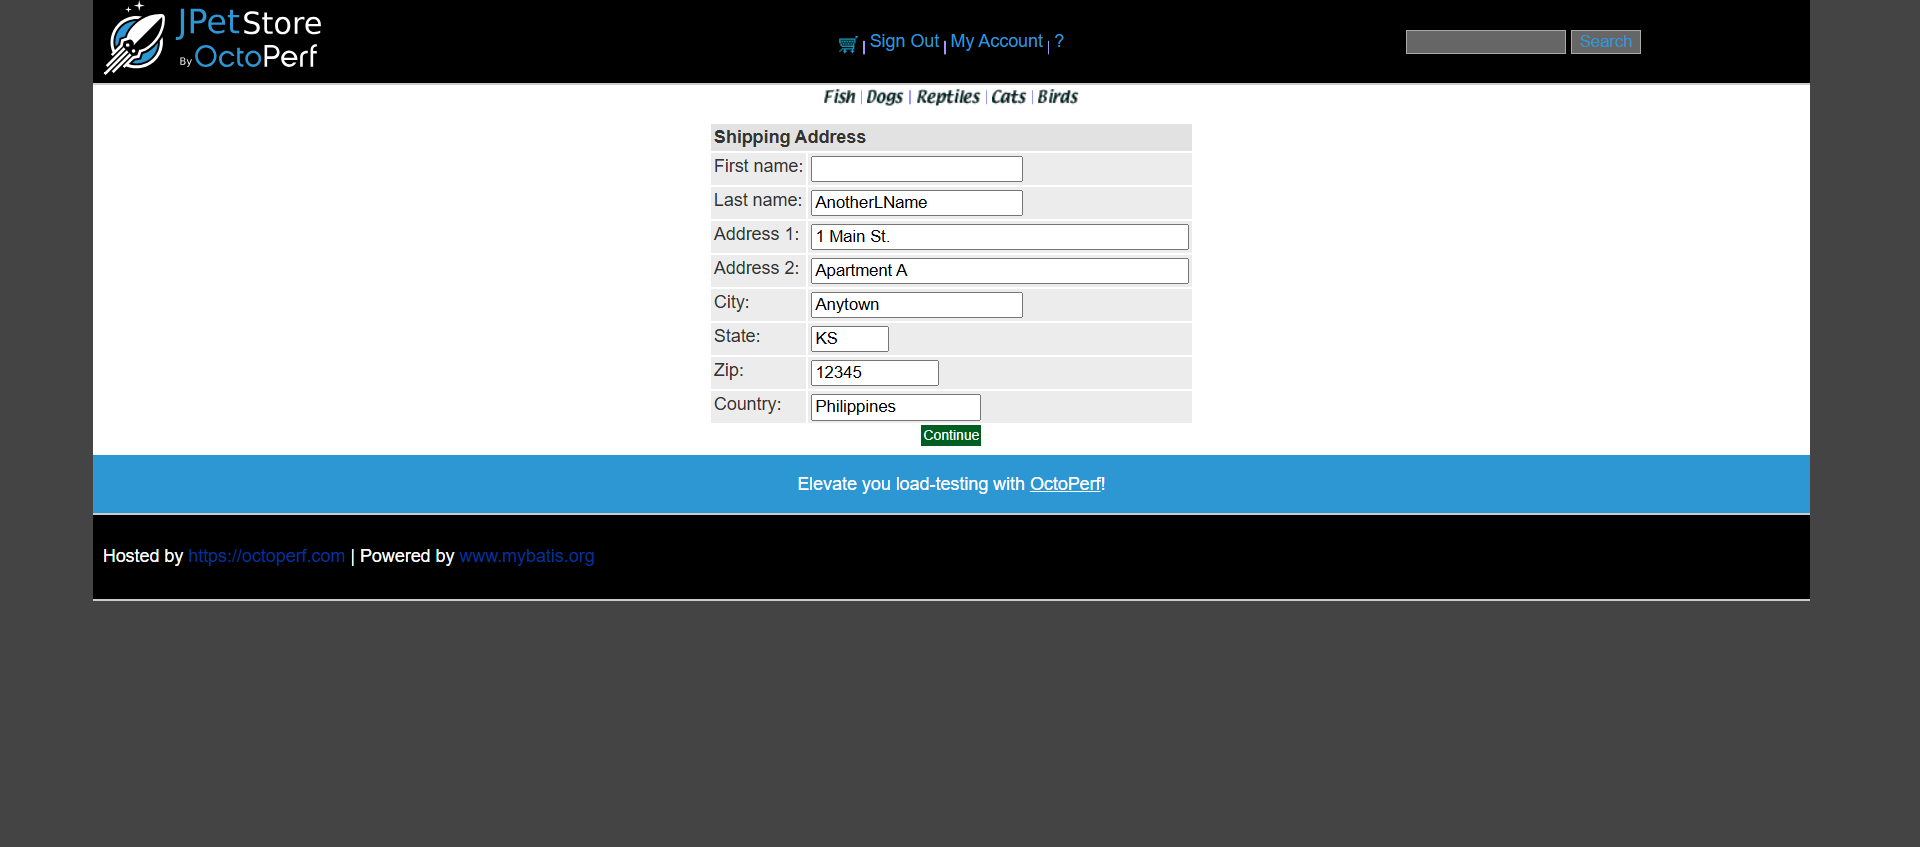 JPetStore
By OctoPerf
Sign Out | My Account | ?
Search
Fish | Dogs | Reptiles | Cats | Birds
Shipping Address
First name:
Last name: AnotherLName
Address 1: 1 Main St.
Address 2: Apartment A
City: Anytown
State: KS
Zip: 12345
Country: Philippines
Continue
Elevate you load-testing with OctoPerf!
Hosted by https://octoperf.com | Powered by www.mybatis.org